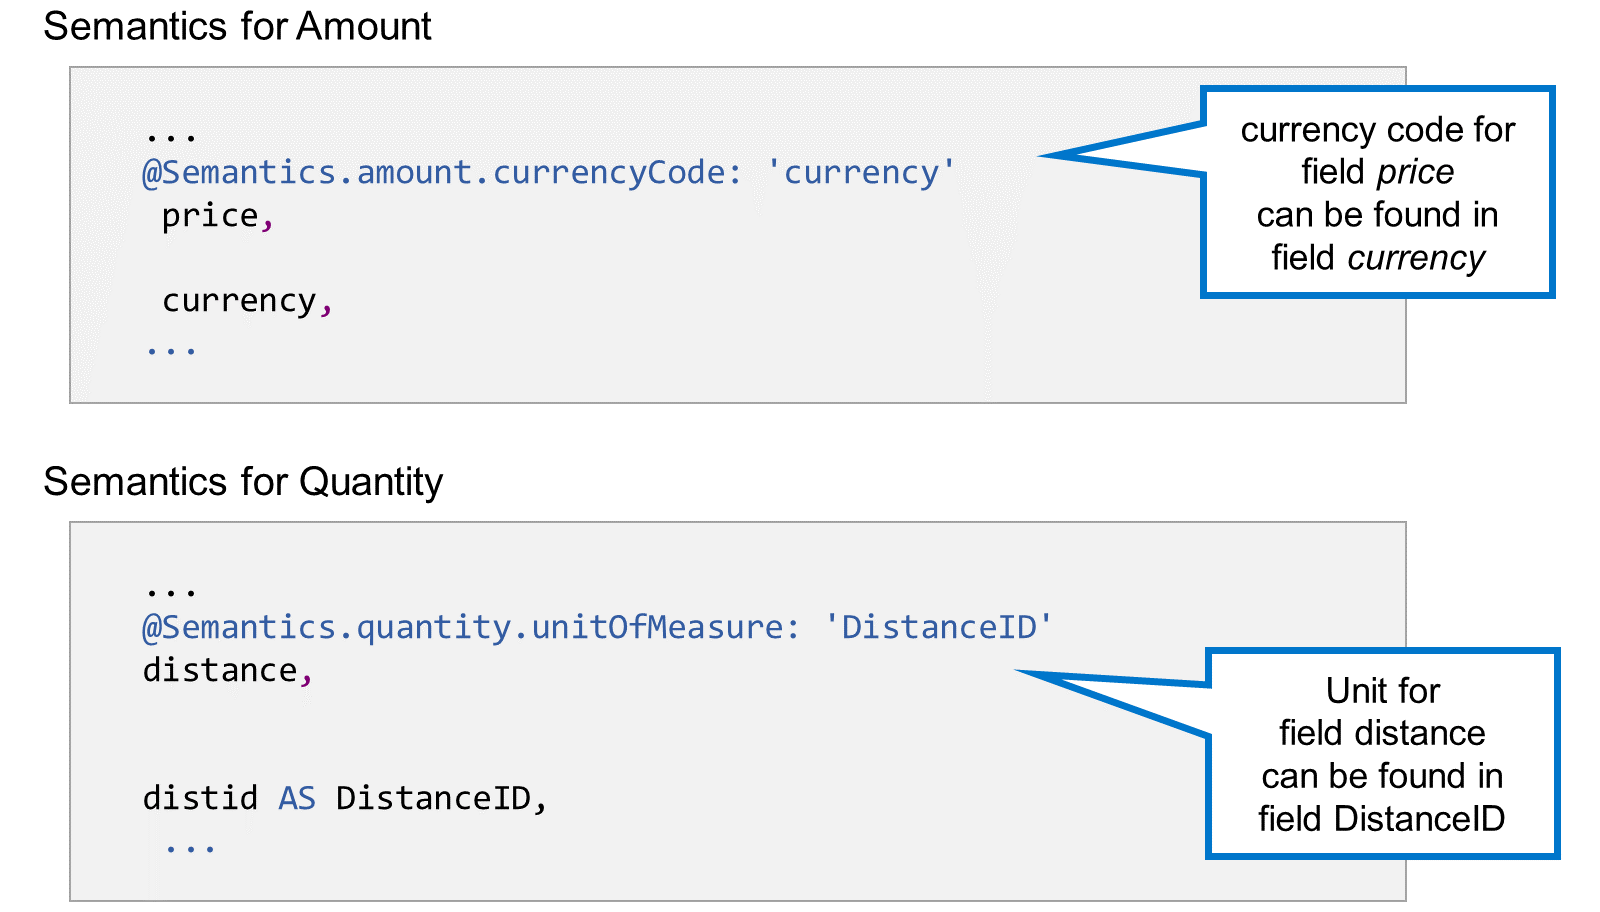 Semantics for Amount
...
@Semantics.amount.currencyCode: 'currency'
price,
currency,
...
currency code for
field price
can be found in
field currency
Semantics for Quantity
...
@Semantics.quantity.unitOfMeasure: 'DistanceID'
distance,
distid AS DistanceID,
...
Unit for
field distance
can be found in
field DistanceID